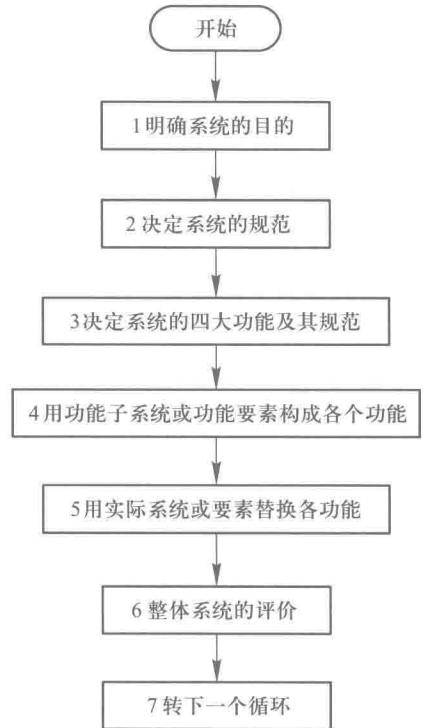 开始
1明确系统的目的
2决定系统的规范
3决定系统的四大功能及其规范
4用功能子系统或功能要素构成各个功能
5用实际系统或要素替换各功能
6整体系统的评价
7转下一个循环